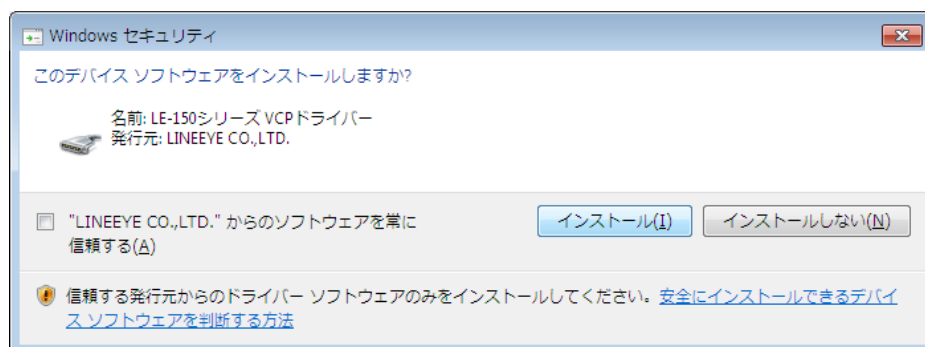 Windows セキュリティ
このデバイス ソフトウェアをインストールしますか?
名前: LE-150シリーズ VCPドライバー
発行元: LINEEYE CO.,LTD.
"LINEEYE CO.,LTD." からのソフトウェアを常に
信頼する(A)
インストール(I)
インストールしない(N)
信頼する発行元からのドライバー ソフトウェアのみをインストールしてください。安全にインストールできるデバイ
ス ソフトウェアを判断する方法